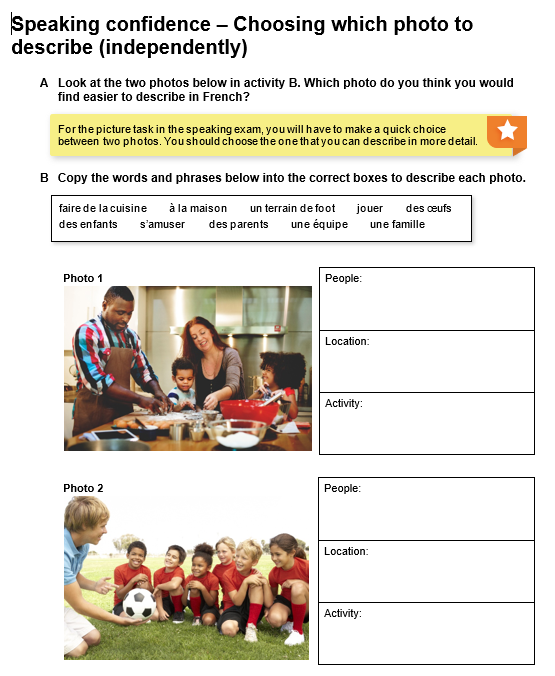 Speaking confidence – Choosing which photo to
describe (independently)
A Look at the two photos below in activity B. Which photo do you think you would
find easier to describe in French?
For the picture task in the speaking exam, you will have to make a quick choice
between two photos. You should choose the one that you can describe in more detail.
B Copy the words and phrases below into the correct boxes to describe each photo.
faire de la cuisine à la maison un terrain de foot jouer des œufs
des enfants s'amuser des parents une équipe une famille
Photo 1
People:
Location:
Activity:
Photo 2
People:
Location:
Activity: